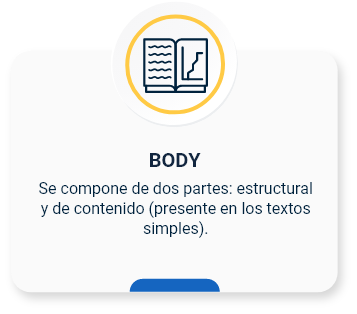 BODY
Se compone de dos partes: estructural
y de contenido (presente en los textos
simples).